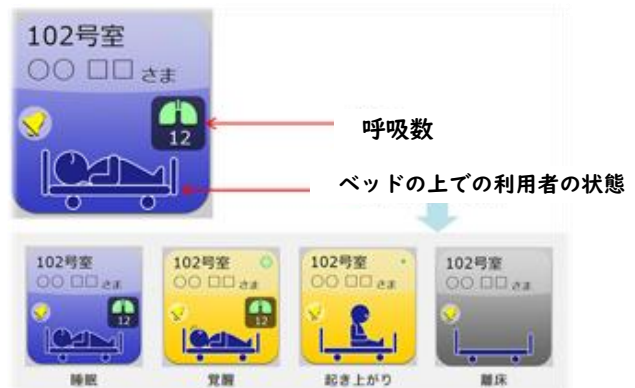 102号室
○○ □□ さま
12
呼吸数
ベッドの上での利用者の状態
102号室
○○ □□ さま
12
睡眠
102号室
○○ □□ さま
12
覚醒
102号室
○○ □□ さま
起き上がり
102号室
○○ □□ さま
離床